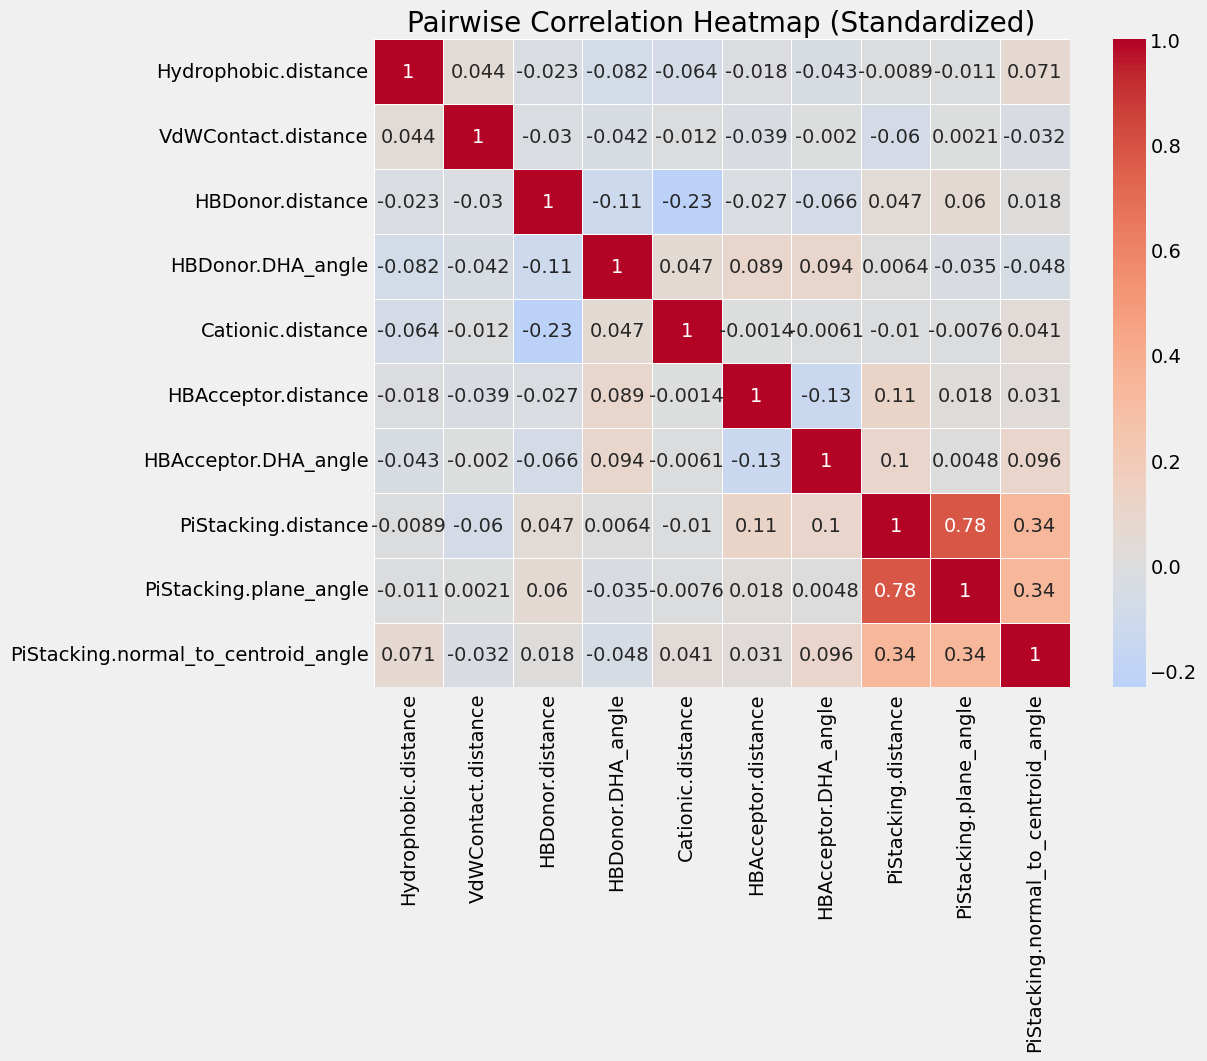 Pairwise Correlation Heatmap (Standardized)
Hydrophobic.distance 1 0.044 -0.023 -0.082 -0.064 -0.018 -0.043 -0.0089 -0.011 0.071
VdWContact.distance 0.044 1 -0.03 -0.042 -0.012 -0.039 -0.002 -0.06 0.0021 -0.032
HBDonor.distance -0.023 -0.03 1 -0.11 -0.23 -0.027 -0.066 0.047 0.06 0.018
HBDonor.DHA_angle -0.082 -0.042 -0.11 1 0.047 0.089 0.094 0.0064 -0.035 -0.048
Cationic.distance -0.064 -0.012 -0.23 0.047 1 -0.0014 -0.0061 -0.01 -0.0076 0.041
HBAcceptor.distance -0.018 -0.039 -0.027 0.089 -0.0014 1 -0.13 0.11 0.018 0.031
HBAcceptor.DHA_angle -0.043 -0.002 -0.066 0.094 -0.0061 -0.13 1 0.1 0.0048 0.096
PiStacking.distance -0.0089 -0.06 0.047 0.0064 -0.01 0.11 0.1 1 0.78 0.34
PiStacking.plane_angle -0.011 0.0021 0.06 -0.035 -0.0076 0.018 0.0048 0.78 1 0.34
PiStacking.normal_to_centroid_angle 0.071 -0.032 0.018 -0.048 0.041 0.031 0.096 0.34 0.34 1
Hydrophobic.distance
VdWContact.distance
HBDonor.distance
HBDonor.DHA_angle
Cationic.distance
HBAcceptor.distance
HBAcceptor.DHA_angle
PiStacking.distance
PiStacking.plane_angle
PiStacking.normal_to_centroid_angle
1.0
0.8
0.6
0.4
0.2
0.0
−0.2